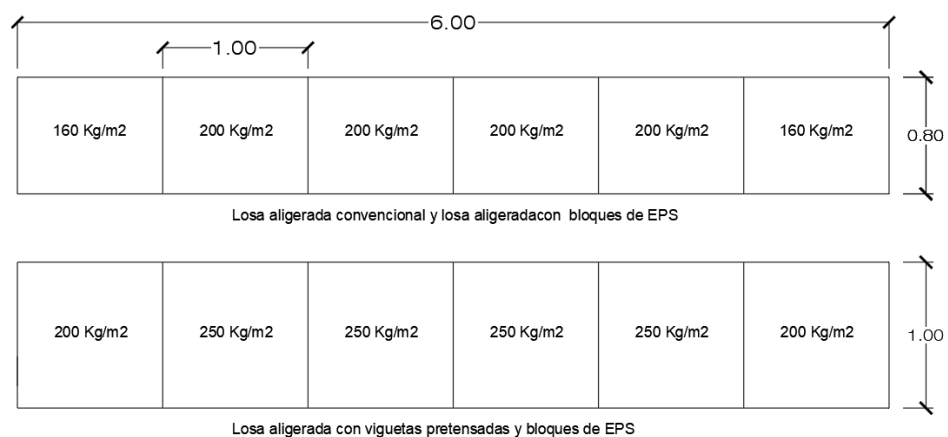 6.00
1.00
160 Kg/m2 200 Kg/m2 200 Kg/m2 200 Kg/m2 200 Kg/m2 160 Kg/m2
0.80
Losa aligerada convencional y losa aligeradacon bloques de EPS
200 Kg/m2 250 Kg/m2 250 Kg/m2 250 Kg/m2 250 Kg/m2 200 Kg/m2
1.00
Losa aligerada con viguetas pretensadas y bloques de EPS